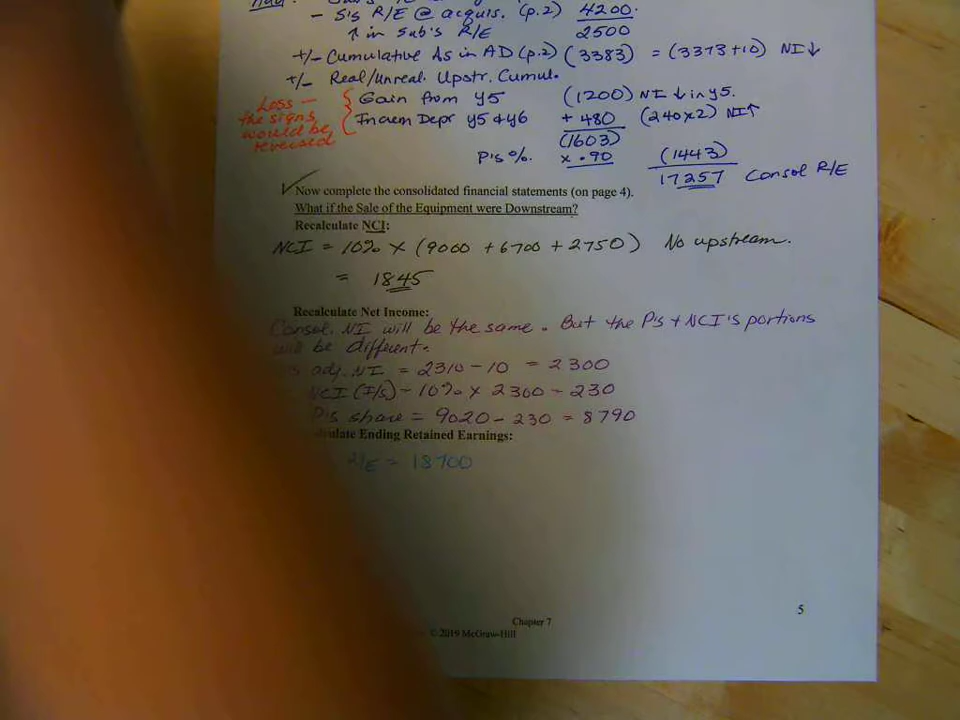 - S's R/E @ acquis. (p.2) 4200.
↑ in Sub's R/E 2500
+/- Cumulative Δs in AD (p.2) (3383) = (3373+10) NI↓
+/- Real/Unreal. Upstr. Cumul.
Loss — the signs would be reversed
{ Gain from y5 (1200) NI ↓ in y5.
Increm Depr y5 & y6 + 480 (240x2) NI↑
(1603)
P's %. x .90 (1443)
17257 Consol R/E
✓ Now complete the consolidated financial statements (on page 4).
What if the Sale of the Equipment were Downstream?
Recalculate NCI:
NCI = 10% x (9000 + 6700 + 2750) No upstream.
= 1845
Recalculate Net Income:
Consol. NI will be the same. But the P's + NCI's portions
will be different.
adj. NI = 2310 - 10 = 2300
NCI (I/S) = 10% x 2300 = 230
P's share = 9020 - 230 = 8790
Ending Retained Earnings:
R/E = 18700
5
Chapter 7
© 2019 McGraw-Hill